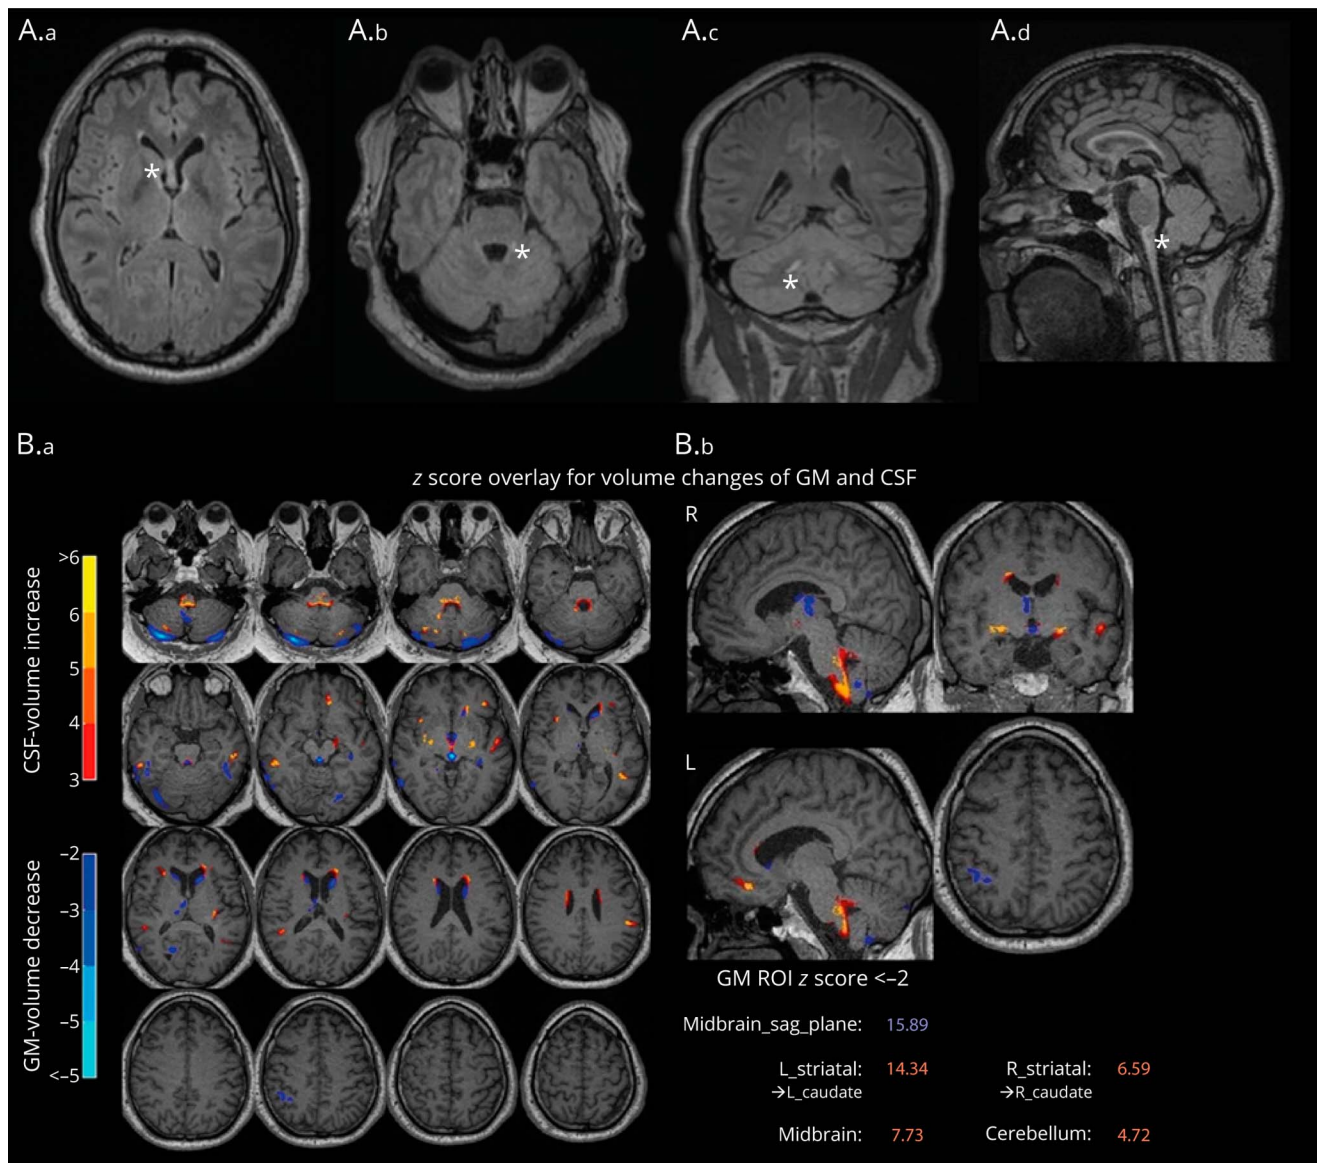 A.a
A.b
A.c
A.d
*
*
*
*
B.a
B.b
z score overlay for volume changes of GM and CSF
CSF-volume increase
>6
6
5
4
3
GM-volume decrease
–2
–3
–4
–5
<–5
R
L
GM ROI z score <–2
Midbrain_sag_plane: 15.89
L_striatal: 14.34 R_striatal: 6.59
→L_caudate →R_caudate
Midbrain: 7.73 Cerebellum: 4.72